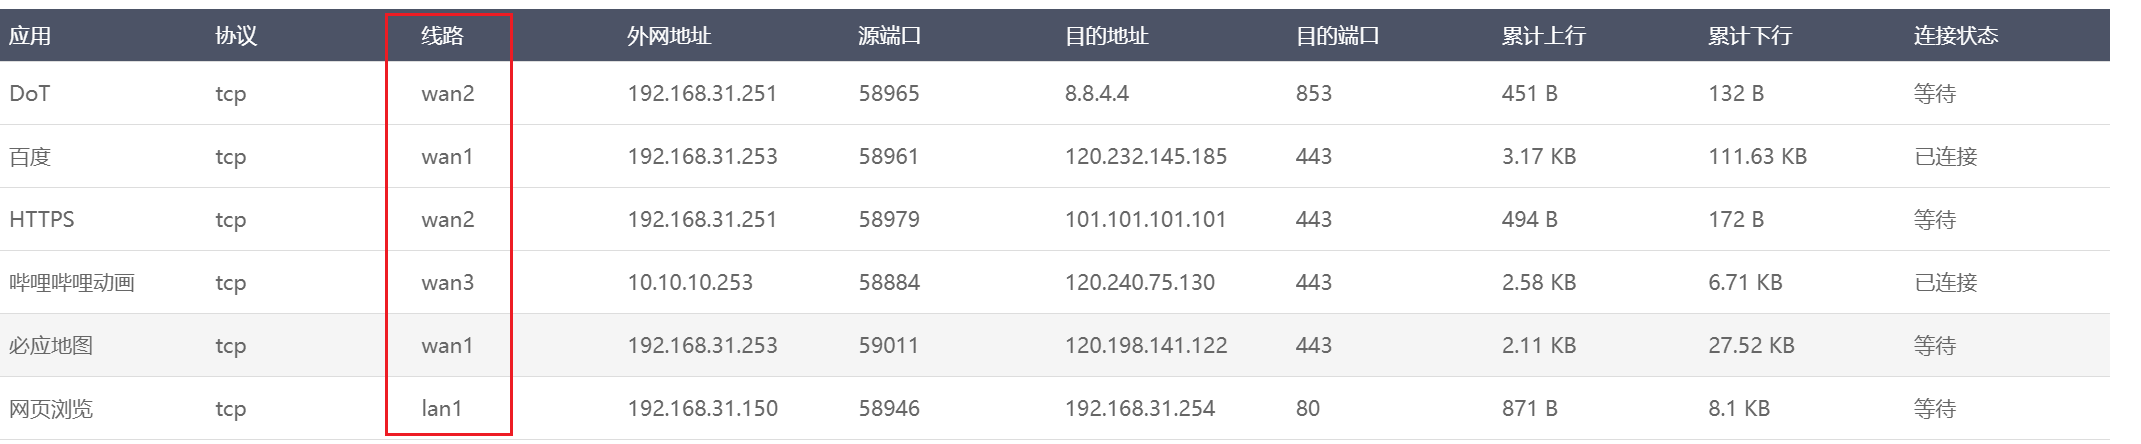 应用 协议 线路 外网地址 源端口 目的地址 目的端口 累计上行 累计下行 连接状态
DoT tcp wan2 192.168.31.251 58965 8.8.4.4 853 451 B 132 B 等待
百度 tcp wan1 192.168.31.253 58961 120.232.145.185 443 3.17 KB 111.63 KB 已连接
HTTPS tcp wan2 192.168.31.251 58979 101.101.101.101 443 494 B 172 B 等待
哔哩哔哩动画 tcp wan3 10.10.10.253 58884 120.240.75.130 443 2.58 KB 6.71 KB 已连接
必应地图 tcp wan1 192.168.31.253 59011 120.198.141.122 443 2.11 KB 27.52 KB 等待
网页浏览 tcp lan1 192.168.31.150 58946 192.168.31.254 80 871 B 8.1 KB 等待